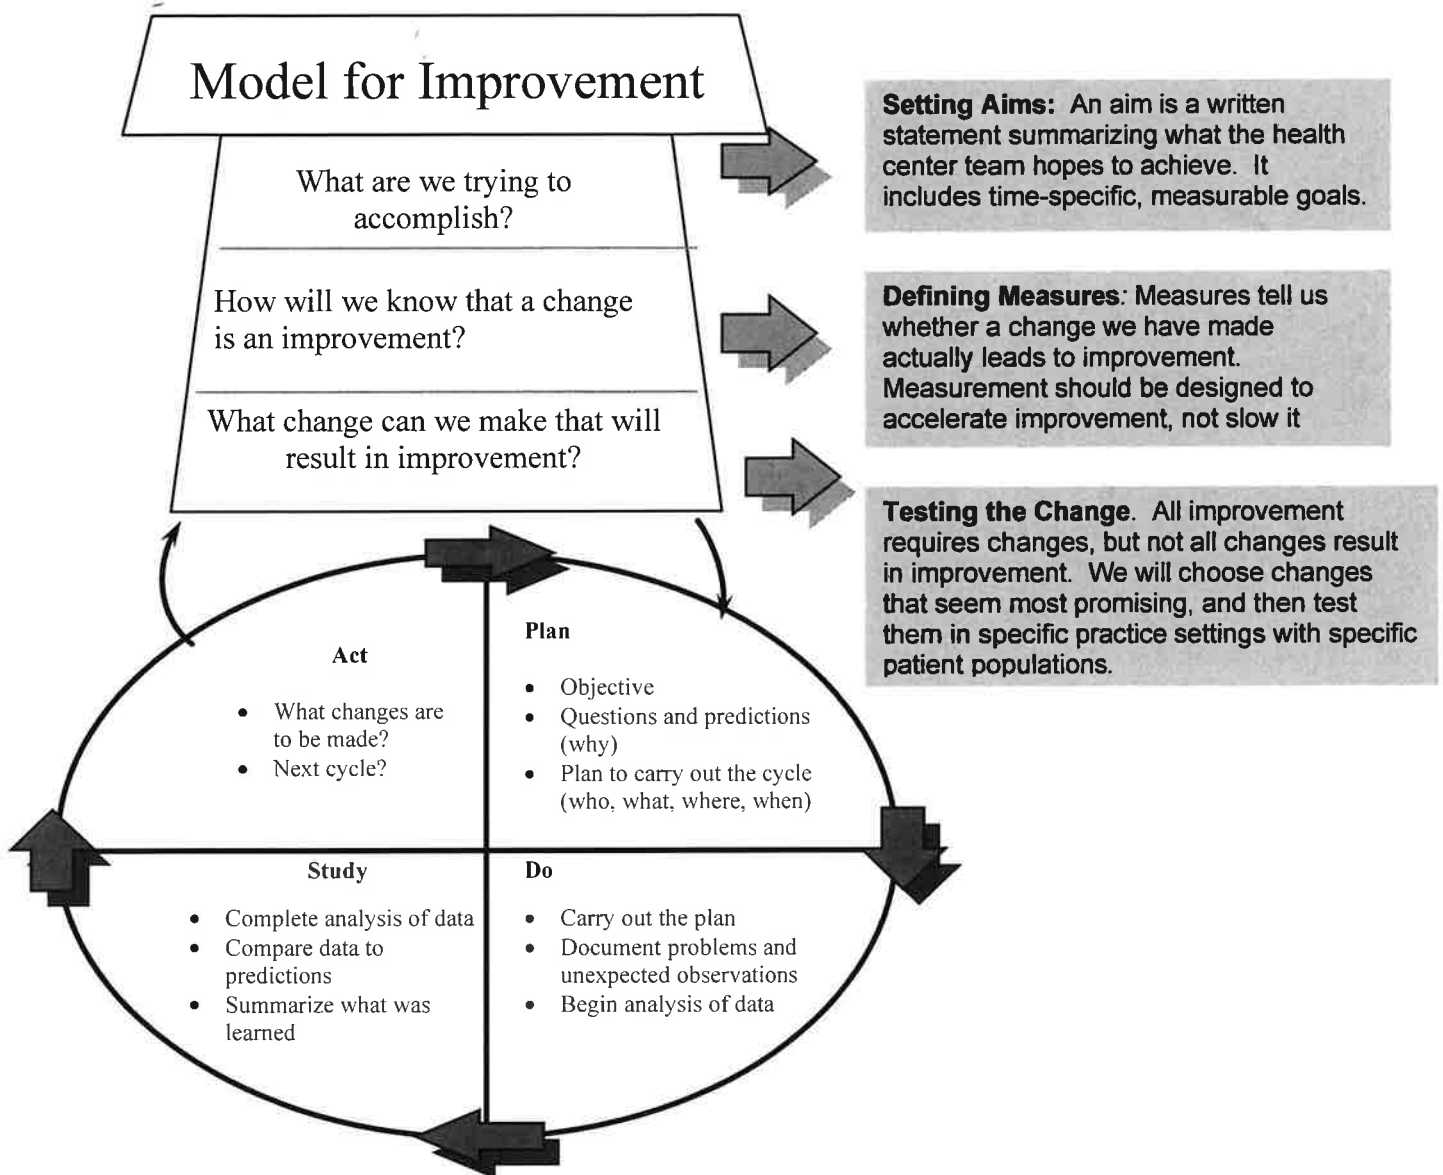 Model for Improvement
What are we trying to
accomplish?
How will we know that a change
is an improvement?
What change can we make that will
result in improvement?
Setting Aims: An aim is a written
statement summarizing what the health
center team hopes to achieve. It
includes time-specific, measurable goals.
Defining Measures: Measures tell us
whether a change we have made
actually leads to improvement.
Measurement should be designed to
accelerate improvement, not slow it
Testing the Change. All improvement
requires changes, but not all changes result
in improvement. We will choose changes
that seem most promising, and then test
them in specific practice settings with specific
patient populations.
Act
• What changes are
to be made?
• Next cycle?
Plan
• Objective
• Questions and predictions
(why)
• Plan to carry out the cycle
(who, what, where, when)
Study
• Complete analysis of data
• Compare data to
predictions
• Summarize what was
learned
Do
• Carry out the plan
• Document problems and
unexpected observations
• Begin analysis of data